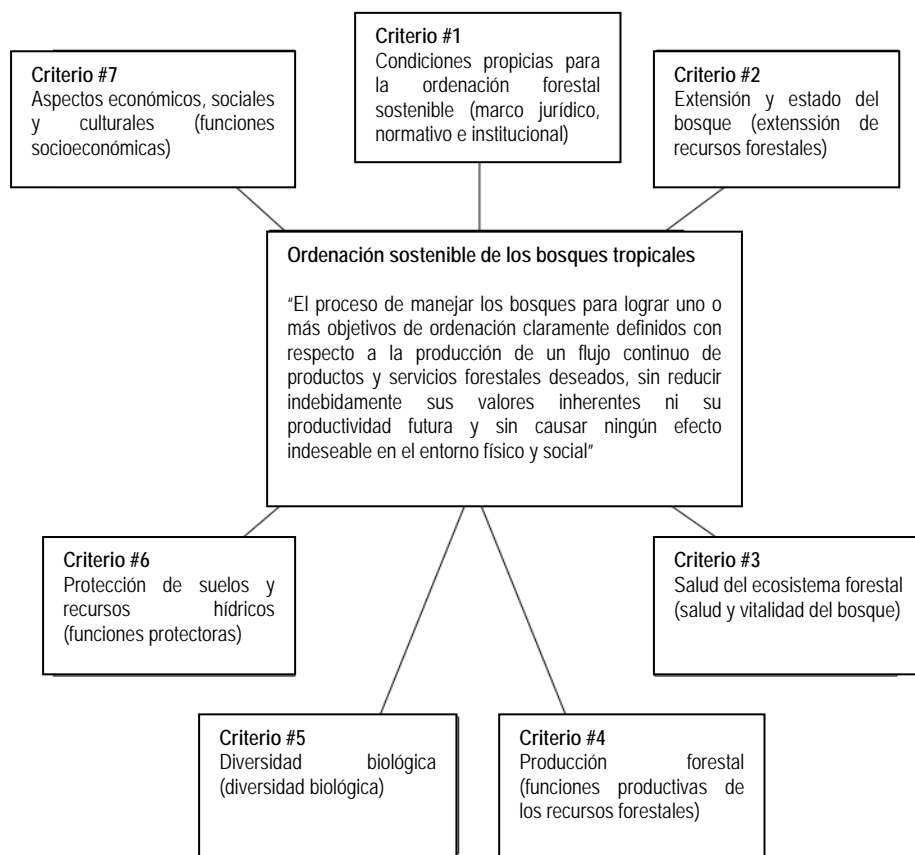 Criterio #1
Condiciones propicias para
la ordenación forestal
sostenible (marco jurídico,
normativo e institucional)
Criterio #7
Aspectos económicos, sociales
y culturales (funciones
socioeconómicas)
Criterio #2
Extensión y estado del
bosque (extenssión de
recursos forestales)
Ordenación sostenible de los bosques tropicales
“El proceso de manejar los bosques para lograr uno o
más objetivos de ordenación claramente definidos con
respecto a la producción de un flujo continuo de
productos y servicios forestales deseados, sin reducir
indebidamente sus valores inherentes ni su
productividad futura y sin causar ningún efecto
indeseable en el entorno físico y social”
Criterio #6
Protección de suelos y
recursos hídricos
(funciones protectoras)
Criterio #3
Salud del ecosistema forestal
(salud y vitalidad del bosque)
Criterio #5
Diversidad biológica
(diversidad biológica)
Criterio #4
Producción forestal
(funciones productivas de
los recursos forestales)